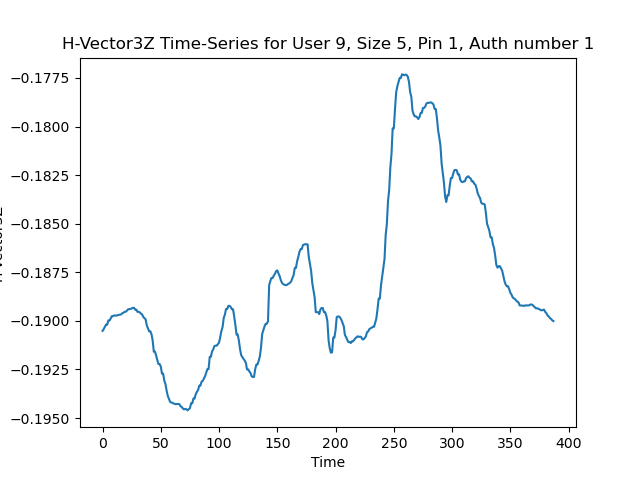 H-Vector3Z Time-Series for User 9, Size 5, Pin 1, Auth number 1
−0.1775
−0.1800
−0.1825
−0.1850
−0.1875
−0.1900
−0.1925
−0.1950
0 50 100 150 200 250 300 350 400
Time